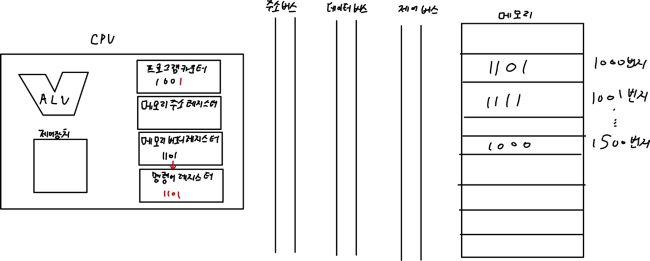 주소버스
데이터버스
제어버스
메모리
CPU
ALU
제어장치
프로그램카운터
1001
메모리 주소 레지스터
메모리 버퍼 레지스터
1101
명령어 레지스터
1101
1101
1000번지
1111
1001번지
1000
1500번지